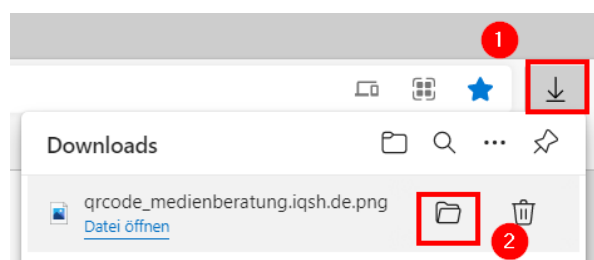 1
Downloads
qrcode_medienberatung.iqsh.de.png
Datei öffnen
2